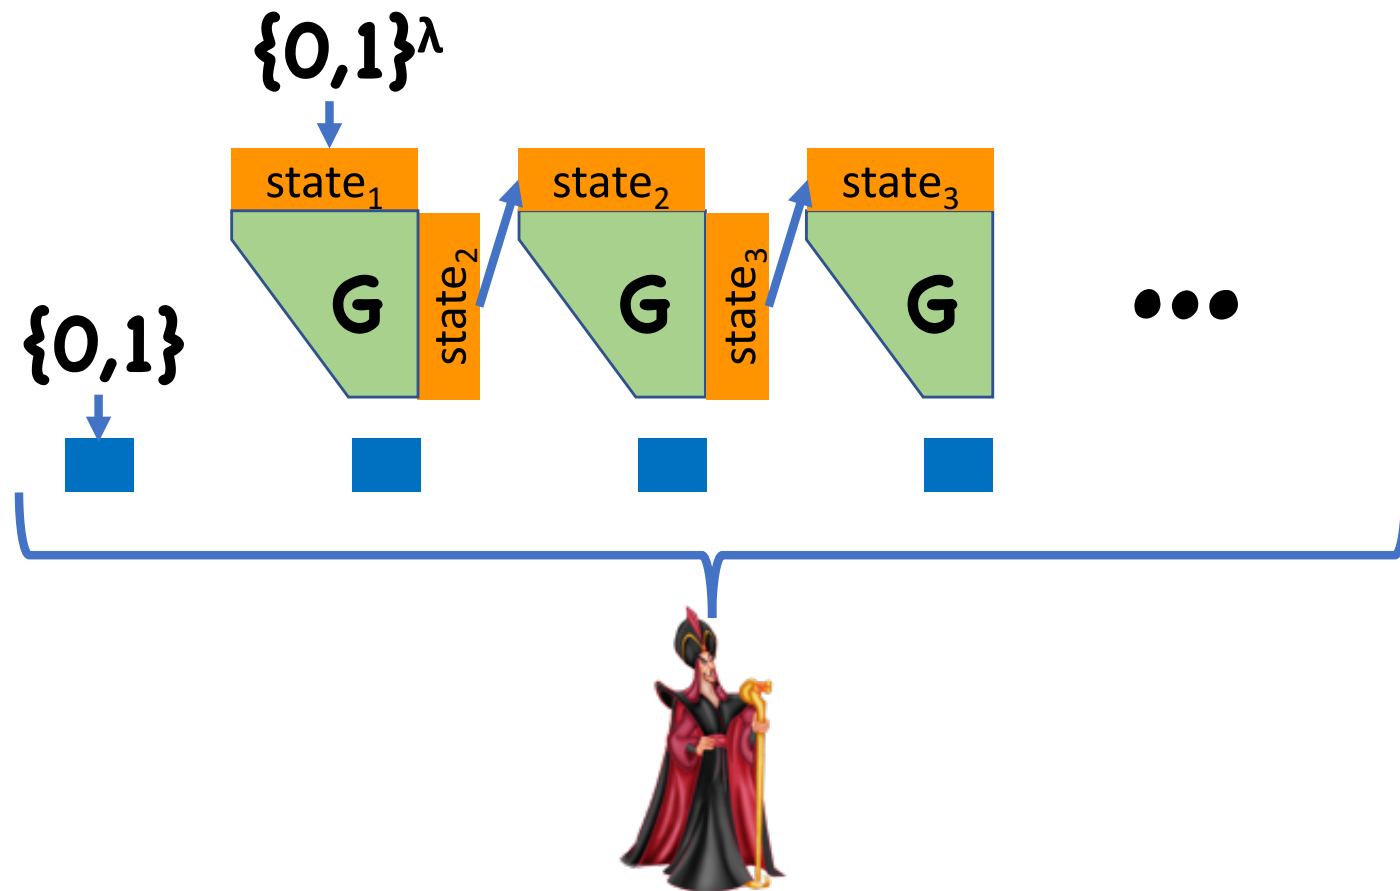 {0,1}^λ
state₁
state₂
state₃
G
state₂
G
state₃
G
•••
{0,1}